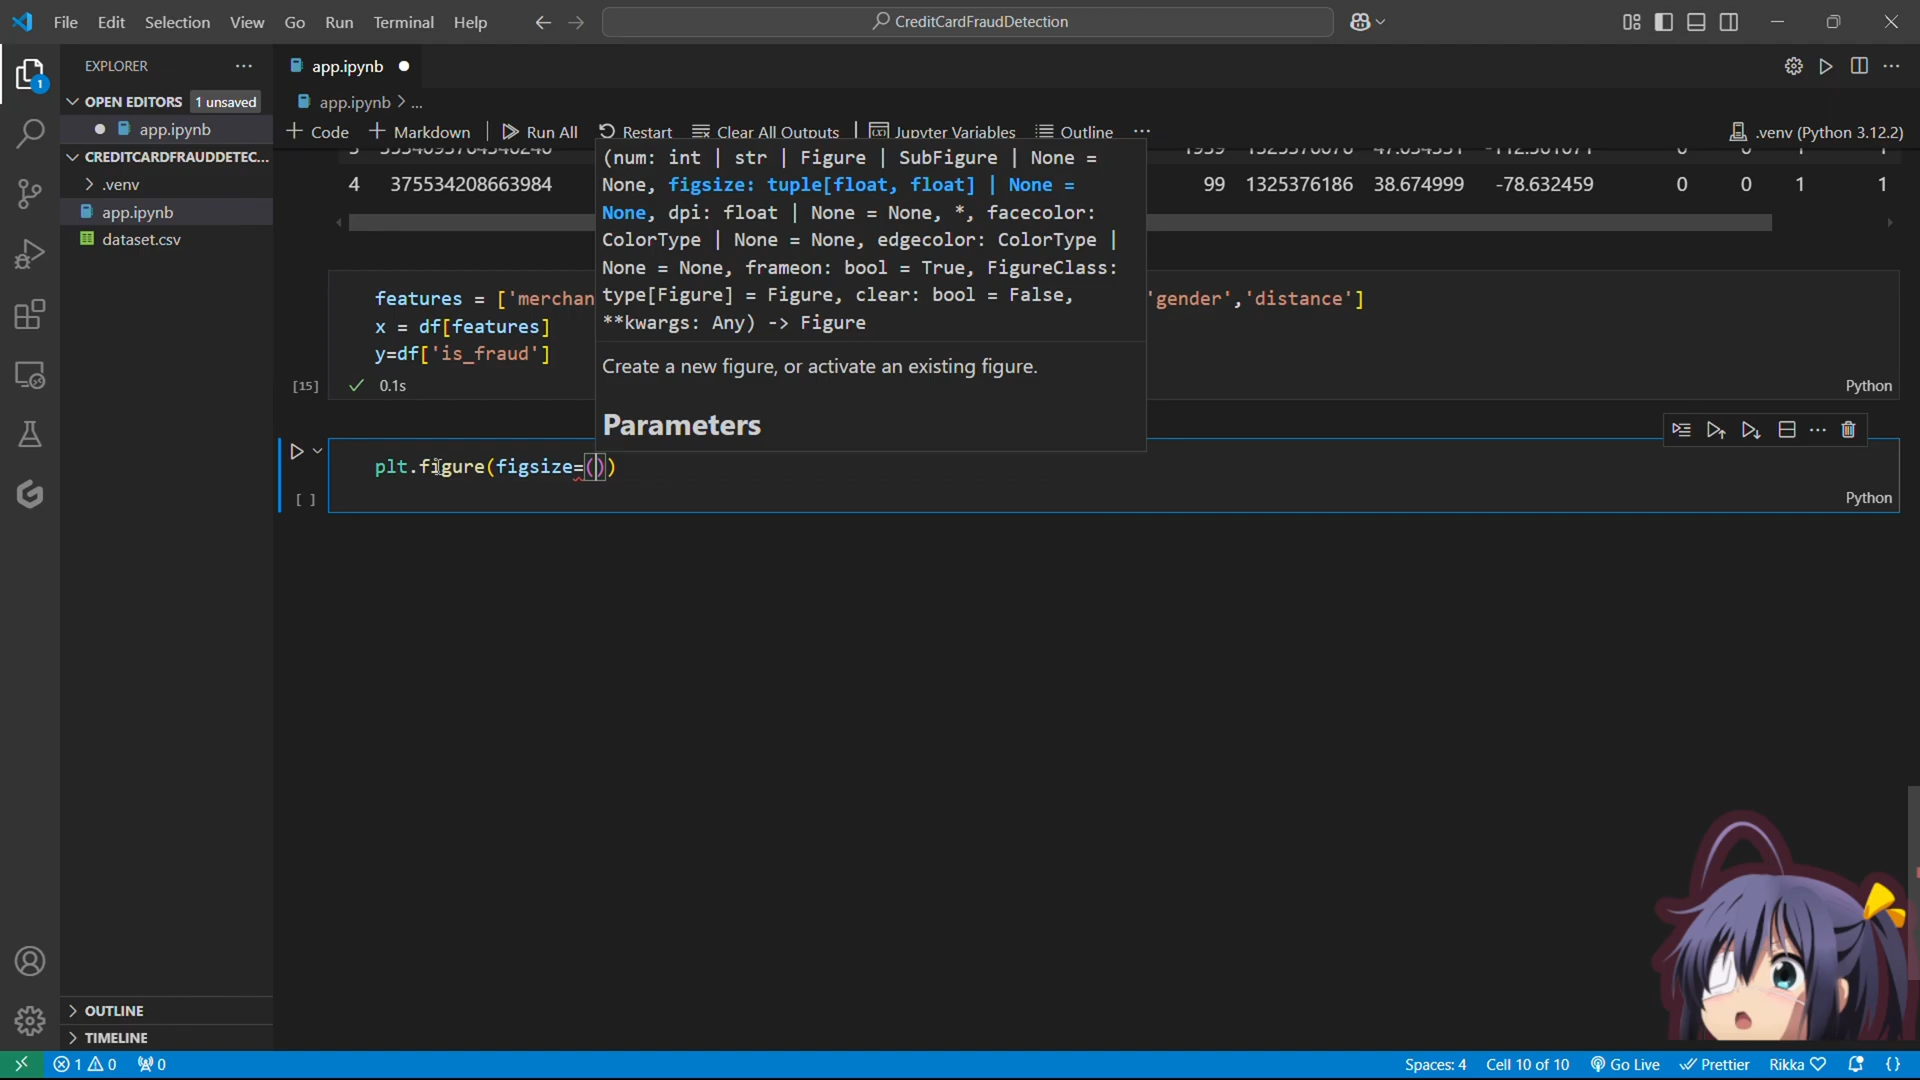 File Edit Selection View Go Run Terminal Help
CreditCardFraudDetection
EXPLORER
OPEN EDITORS 1 unsaved
app.ipynb
CREDITCARDFRAUDDETEC...
.venv
app.ipynb
dataset.csv
OUTLINE
TIMELINE
app.ipynb
app.ipynb > ...
Code Markdown Run All Restart Clear All Outputs Jupyter Variables Outline ...
.venv (Python 3.12.2)
4 375534208663984 99 1325376186 38.674999 -78.632459 0 0 1 1
(num: int | str | Figure | SubFigure | None =
None, figsize: tuple[float, float] | None =
None, dpi: float | None = None, *, facecolor:
ColorType | None = None, edgecolor: ColorType |
None = None, frameon: bool = True, FigureClass:
type[Figure] = Figure, clear: bool = False,
**kwargs: Any) -> Figure
Create a new figure, or activate an existing figure.
Parameters
features = ['merchan 'gender','distance']
x = df[features]
y=df['is_fraud']
[15] 0.1s Python
plt.figure(figsize=())
[ ] Python
1 0 0 Spaces: 4 Cell 10 of 10 Go Live Prettier Rikka {}